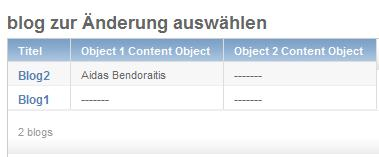 blog zur Änderung auswählen
Titel Object 1 Content Object Object 2 Content Object
Blog2 Aidas Bendoraitis -------
Blog1 ------- -------
2 blogs